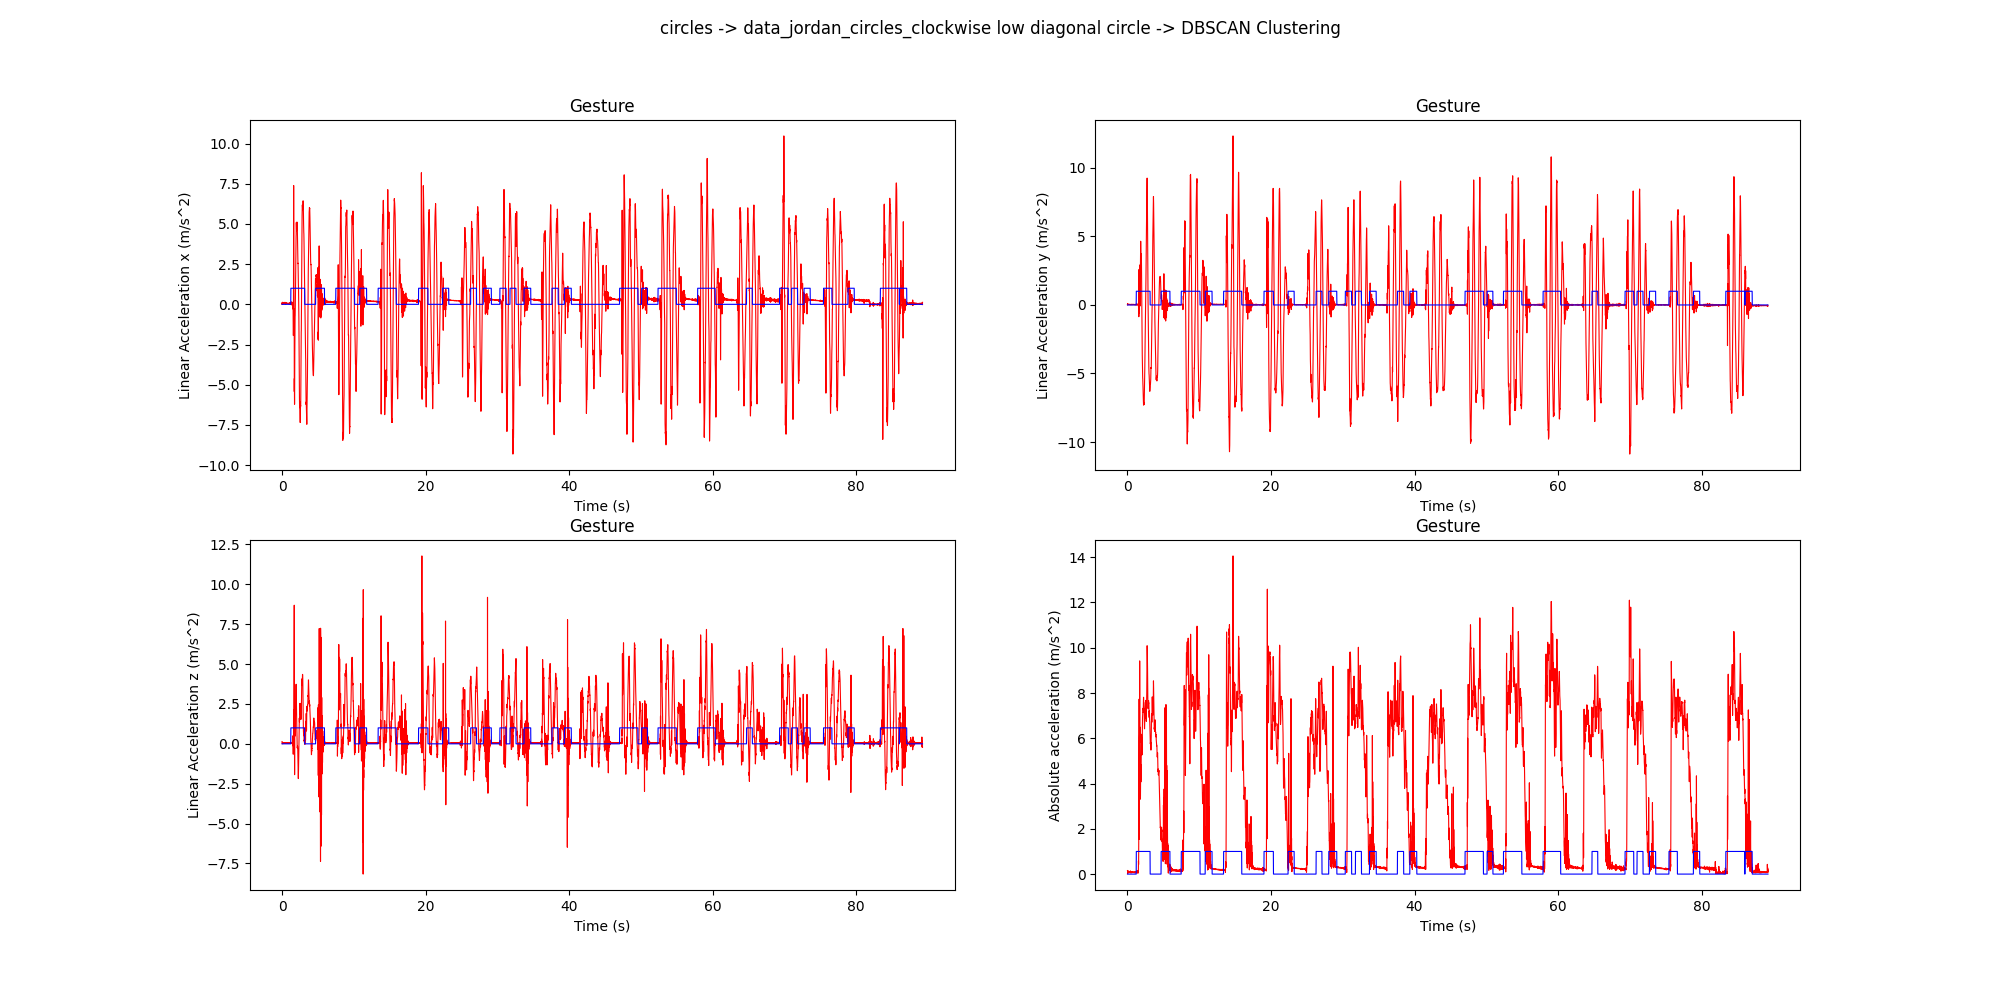 circles -> data_jordan_circles_clockwise low diagonal circle -> DBSCAN Clustering
Gesture
Linear Acceleration x (m/s^2)
10.0
7.5
5.0
2.5
0.0
−2.5
−5.0
−7.5
−10.0
0 20 40 60 80
Time (s)
Gesture
Linear Acceleration y (m/s^2)
10
5
0
−5
−10
0 20 40 60 80
Time (s)
Gesture
Linear Acceleration z (m/s^2)
12.5
10.0
7.5
5.0
2.5
0.0
−2.5
−5.0
−7.5
0 20 40 60 80
Time (s)
Gesture
Absolute acceleration (m/s^2)
14
12
10
8
6
4
2
0
0 20 40 60 80
Time (s)